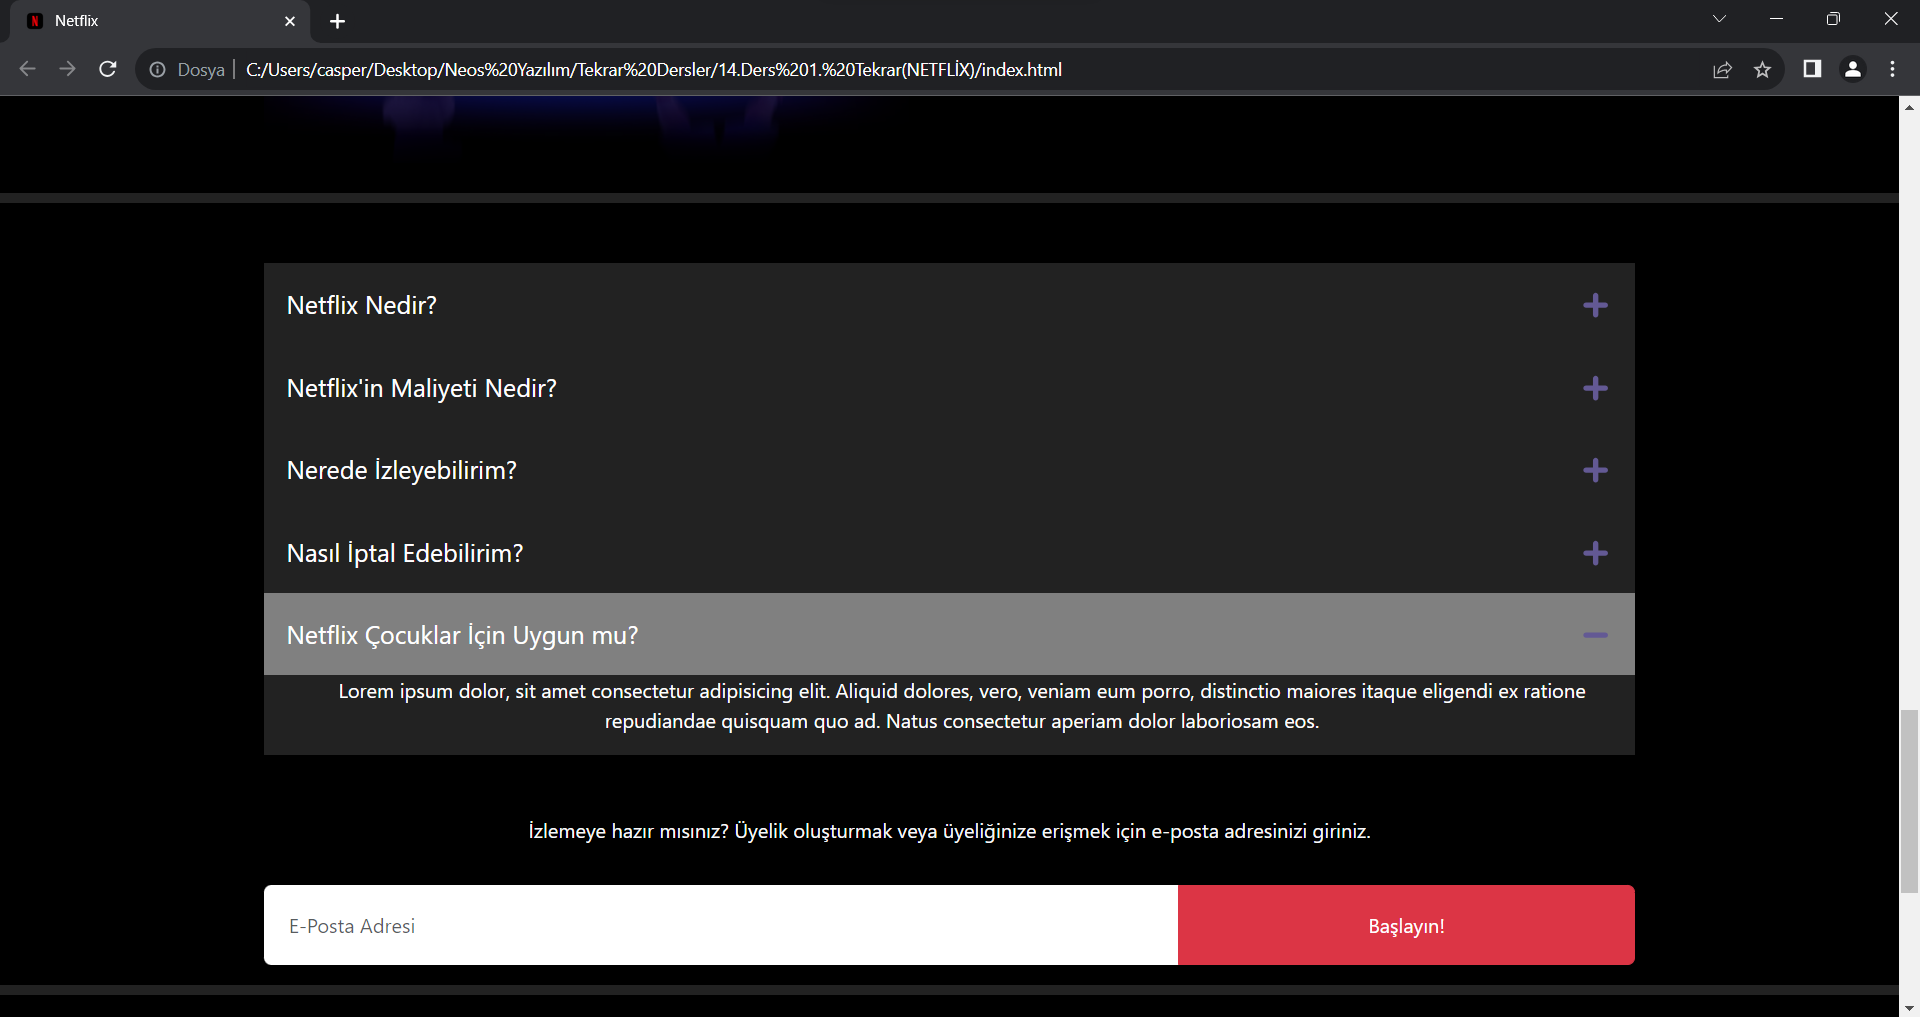 Netflix
Dosya | C:/Users/casper/Desktop/Neos%20Yazılım/Tekrar%20Dersler/14.Ders%201.%20Tekrar(NETFLİX)/index.html
Netflix Nedir?
Netflix'in Maliyeti Nedir?
Nerede İzleyebilirim?
Nasıl İptal Edebilirim?
Netflix Çocuklar İçin Uygun mu?
Lorem ipsum dolor, sit amet consectetur adipisicing elit. Aliquid dolores, vero, veniam eum porro, distinctio maiores itaque eligendi ex ratione
repudiandae quisquam quo ad. Natus consectetur aperiam dolor laboriosam eos.
İzlemeye hazır mısınız? Üyelik oluşturmak veya üyeliğinize erişmek için e-posta adresinizi giriniz.
E-Posta Adresi
Başlayın!